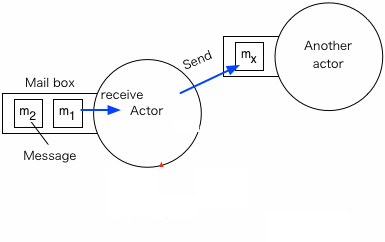 Another
actor
Send
mx
Mail box
receive
m2
m1
Actor
Message